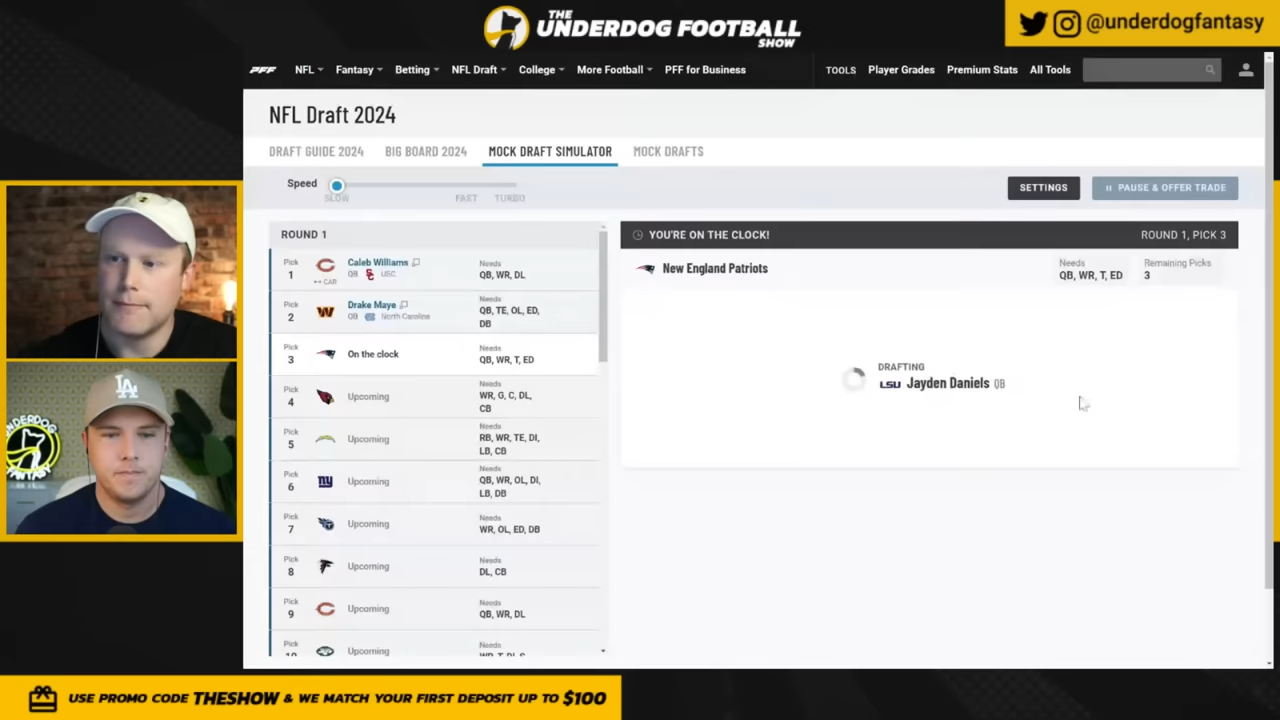 THE
UNDERDOG FOOTBALL
SHOW
@underdogfantasy
PFF
NFL
Fantasy
Betting
NFL Draft
College
More Football
PFF for Business
TOOLS
Player Grades
Premium Stats
All Tools
NFL Draft 2024
DRAFT GUIDE 2024
BIG BOARD 2024
MOCK DRAFT SIMULATOR
MOCK DRAFTS
Speed
SLOW
FAST
TURBO
SETTINGS
PAUSE & OFFER TRADE
ROUND 1
Pick
1
CAR
Caleb Williams
QB USC
Needs
QB, WR, DL
Pick
2
Drake Maye
QB North Carolina
Needs
QB, TE, OL, ED,
DB
Pick
3
On the clock
Needs
QB, WR, T, ED
Pick
4
Upcoming
Needs
WR, G, C, DL,
CB
Pick
5
Upcoming
Needs
RB, WR, TE, DI,
LB, CB
Pick
6
ny
Upcoming
Needs
QB, WR, OL, DI,
LB, DB
Pick
7
Upcoming
Needs
WR, OL, ED, DB
Pick
8
Upcoming
Needs
DL, CB
Pick
9
Upcoming
Needs
QB, WR, DL
Pick
Upcoming
Needs
YOU'RE ON THE CLOCK!
ROUND 1, PICK 3
New England Patriots
Needs
QB, WR, T, ED
Remaining Picks
3
DRAFTING
LSU Jayden Daniels QB
LA
UNDERDOG
FANTASY
USE PROMO CODE THESHOW & WE MATCH YOUR FIRST DEPOSIT UP TO $100